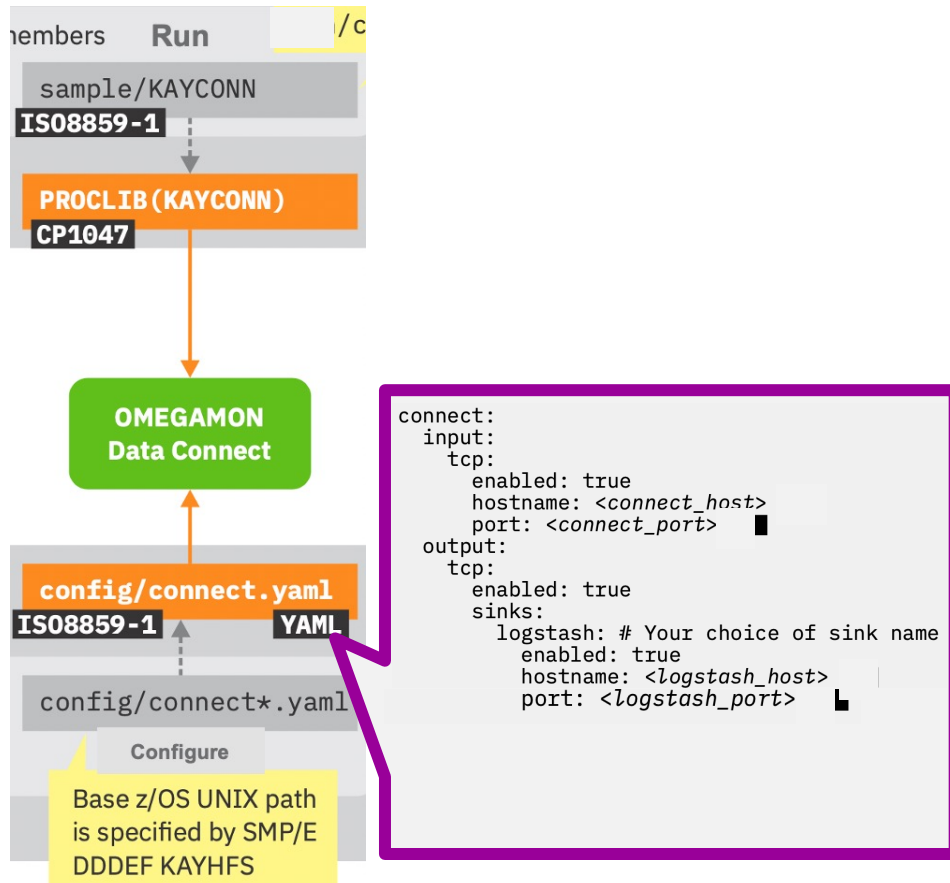 Run
/c
sample/KAYCONN
ISO8859-1
PROCLIB(KAYCONN)
CP1047
OMEGAMON
Data Connect
config/connect.yaml
ISO8859-1
YAML
config/connect*.yaml
Configure
Base z/OS UNIX path
is specified by SMP/E
DDDEF KAYHFS
connect:
  input:
    tcp:
      enabled: true
      hostname: <connect_host>
      port: <connect_port>
  output:
    tcp:
      enabled: true
      sinks:
        logstash: # Your choice of sink name
          enabled: true
          hostname: <logstash_host>
          port: <logstash_port>